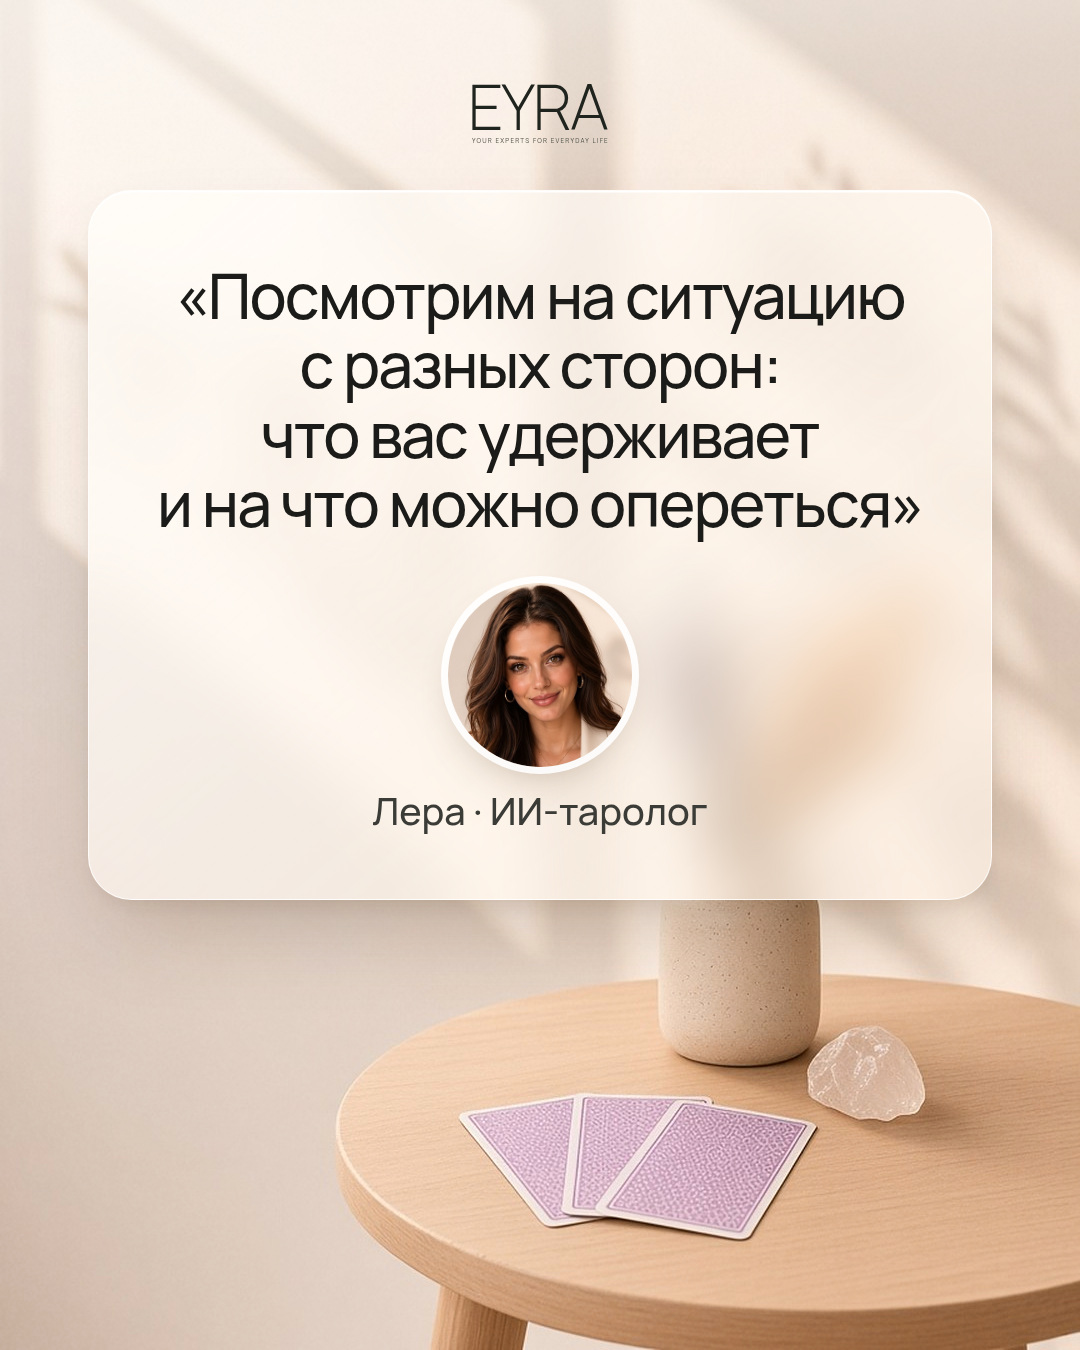 EYRA
YOUR EXPERTS FOR EVERYDAY LIFE
«Посмотрим на ситуацию
с разных сторон:
что вас удерживает
и на что можно опереться»
Лера · ИИ-таролог